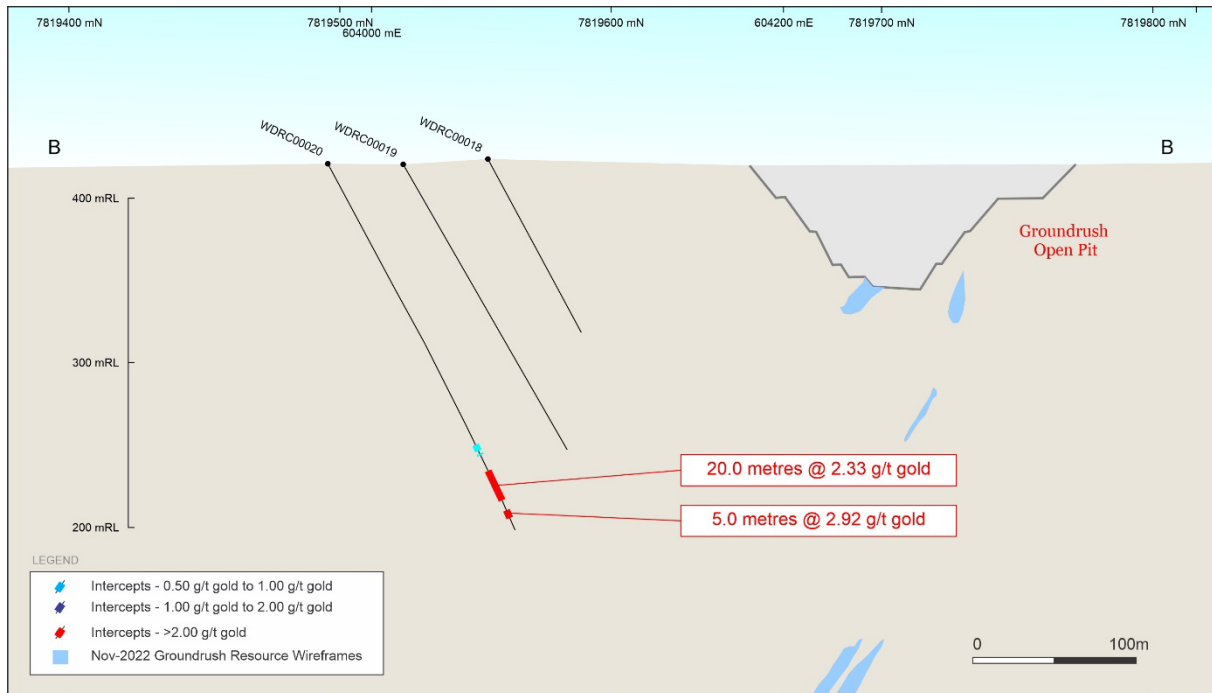 7819400 mN
7819500 mN
604000 mE
7819600 mN
604200 mE
7819700 mN
7819800 mN
B
B
WDRC00020
WDRC00019
WDRC00018
400 mRL
300 mRL
200 mRL
Groundrush
Open Pit
20.0 metres @ 2.33 g/t gold
5.0 metres @ 2.92 g/t gold
LEGEND
Intercepts - 0.50 g/t gold to 1.00 g/t gold
Intercepts - 1.00 g/t gold to 2.00 g/t gold
Intercepts - >2.00 g/t gold
Nov-2022 Groundrush Resource Wireframes
0
100m